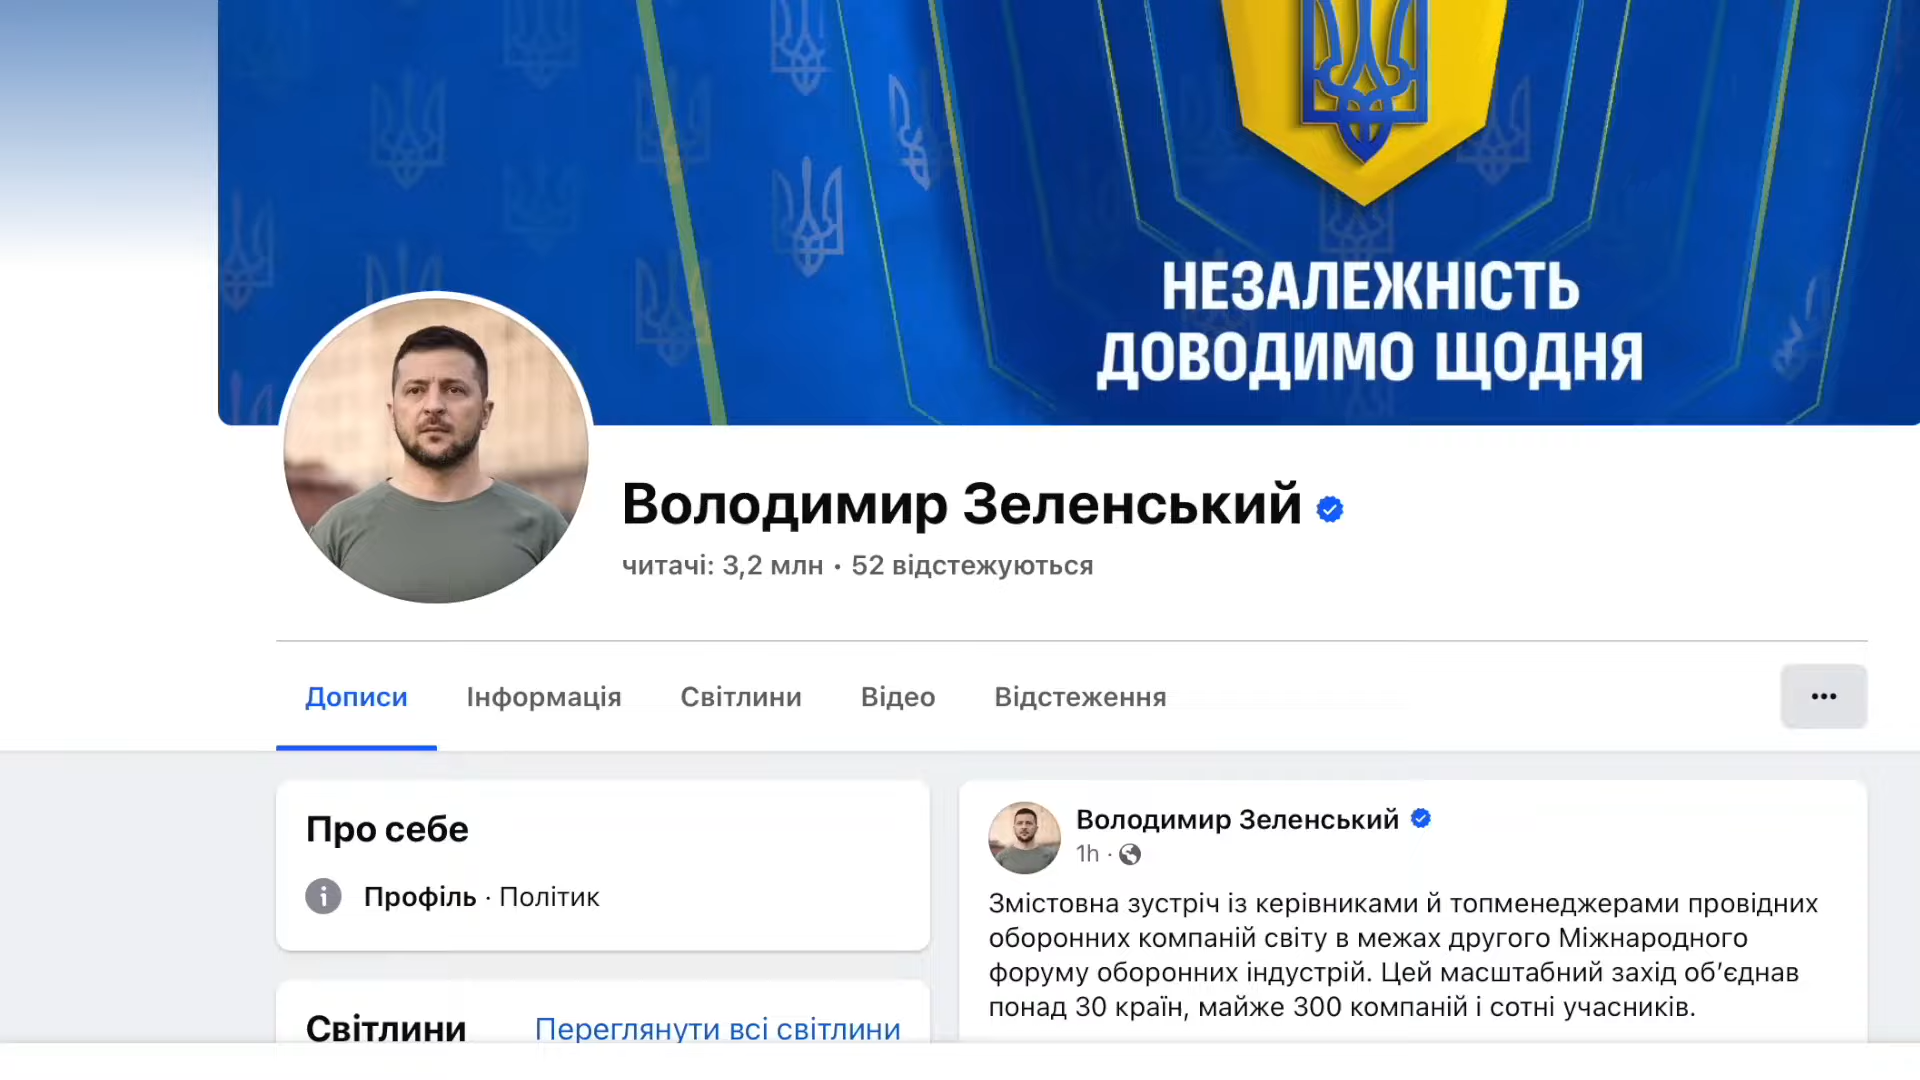 НЕЗАЛЕЖНІСТЬ
ДОВОДИМО ЩОДНЯ
Володимир Зеленський
читачі: 3,2 млн • 52 відстежуються
Дописи
Інформація
Світлини
Відео
Відстеження
Про себе
Профіль · Політик
Світлини
Переглянути всі світлини
Володимир Зеленський
1h ·
Змістовна зустріч із керівниками й топменеджерами провідних
оборонних компаній світу в межах другого Міжнародного
форуму оборонних індустрій. Цей масштабний захід об’єднав
понад 30 країн, майже 300 компаній і сотні учасників.